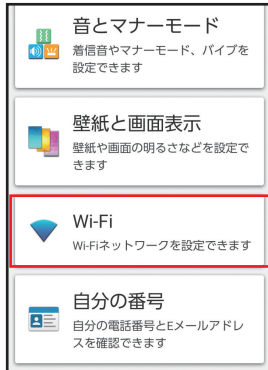 音とマナーモード
着信音やマナーモード、バイブを
設定できます
壁紙と画面表示
壁紙や画面の明るさなどを設定で
きます
Wi-Fi
Wi-Fiネットワークを設定できます
自分の番号
自分の電話番号とEメールアドレ
スを確認できます